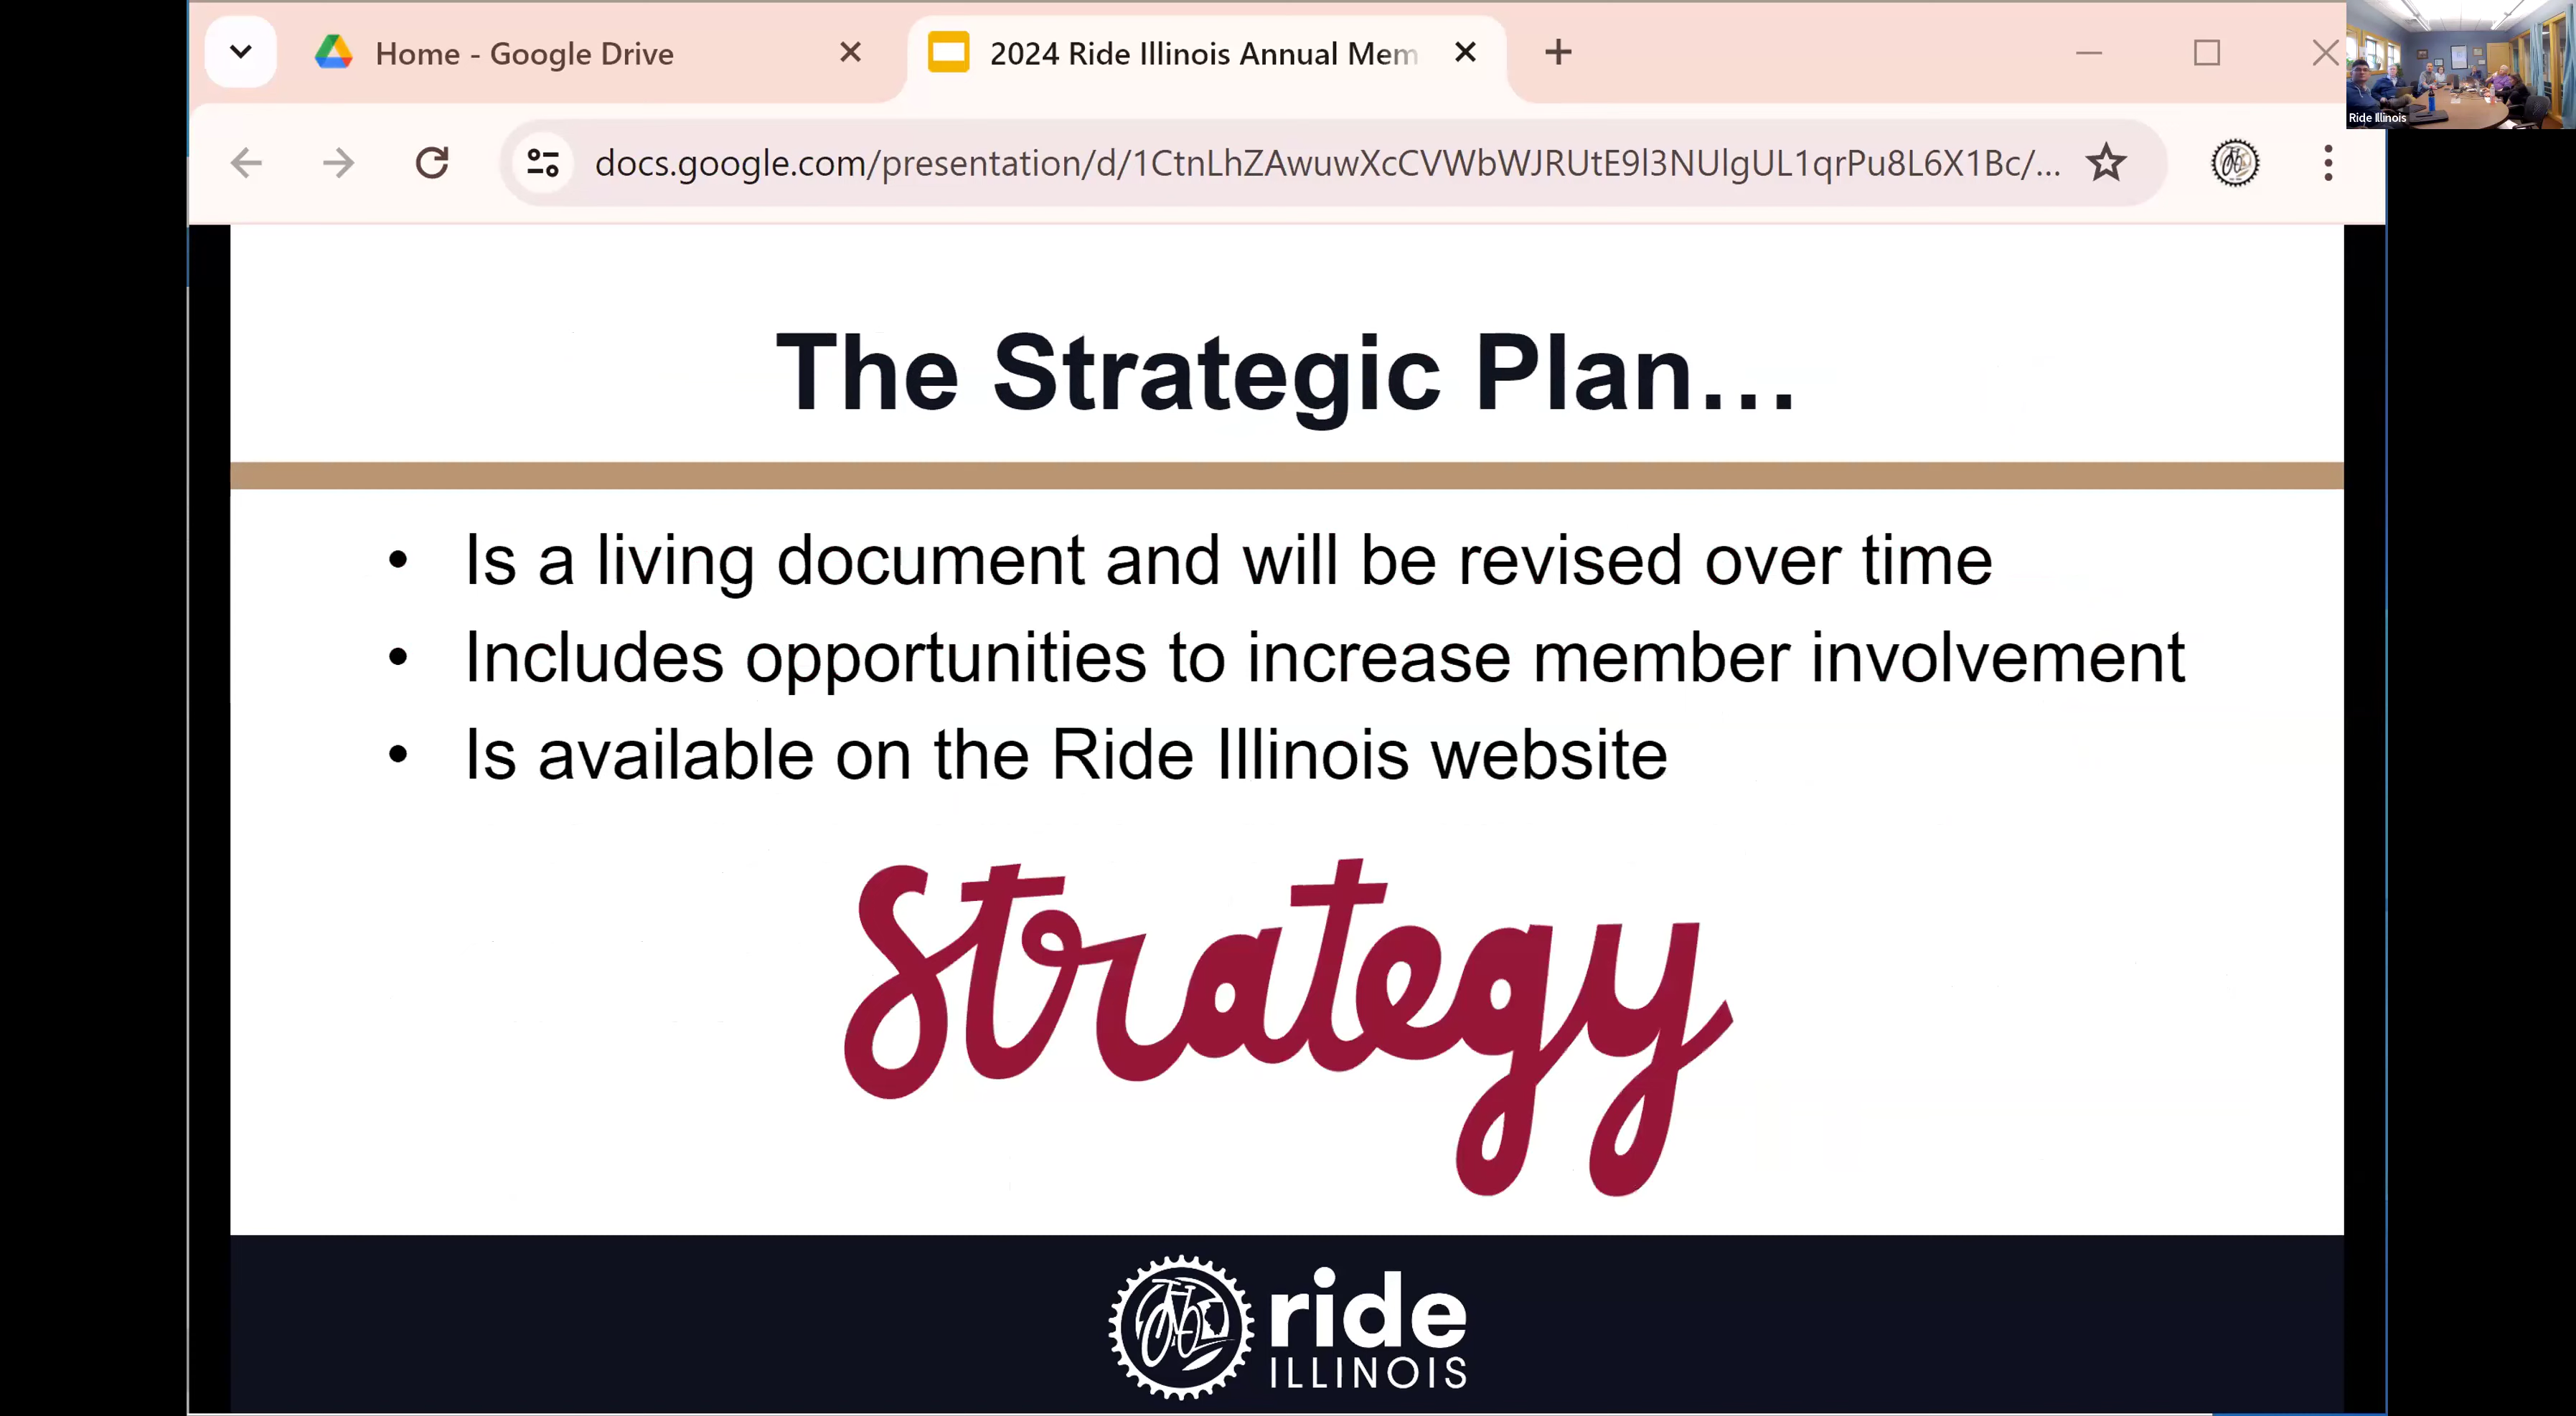 Home - Google Drive
2024 Ride Illinois Annual Mem
Ride Illinois
docs.google.com/presentation/d/1CtnLhZAwuwXcCVWbWJRUtE9l3NUlgUL1qrPu8L6X1Bc/...
The Strategic Plan...
• Is a living document and will be revised over time
• Includes opportunities to increase member involvement
• Is available on the Ride Illinois website
Strategy
ride
ILLINOIS